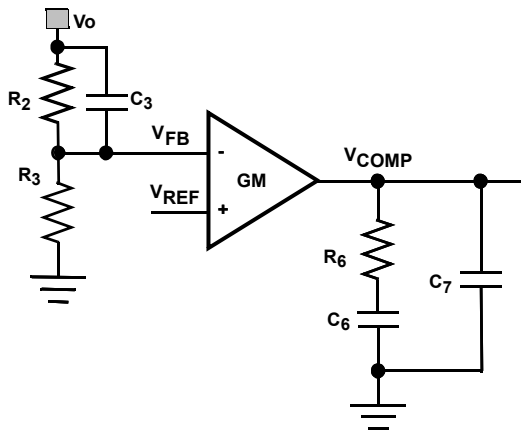 Vo
R2
C3
VFB
R3
VREF
-
+
GM
VCOMP
R6
C6
C7